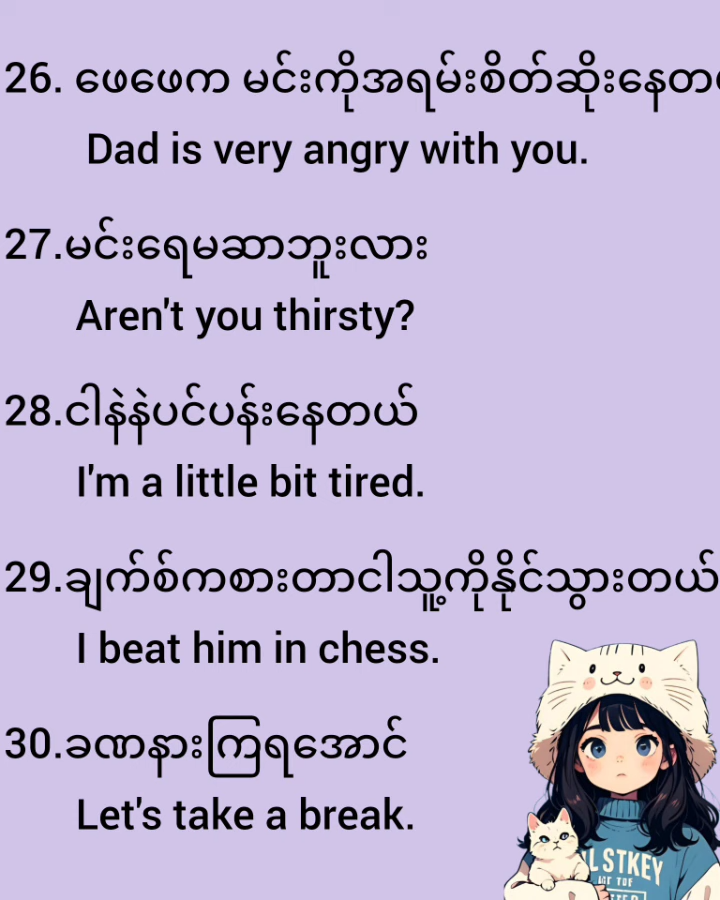 26. ဖေဖေက မင်းကိုအရမ်းစိတ်ဆိုးနေတ
Dad is very angry with you.
27.မင်းရေမဆာဘူးလား
Aren't you thirsty?
28.ငါနဲနဲပင်ပန်းနေတယ်
I'm a little bit tired.
29.ချက်စ်ကစားတာငါသူ့ကိုနိုင်သွားတယ်
I beat him in chess.
30.ခဏနားကြရအောင်
Let's take a break.
STKEY